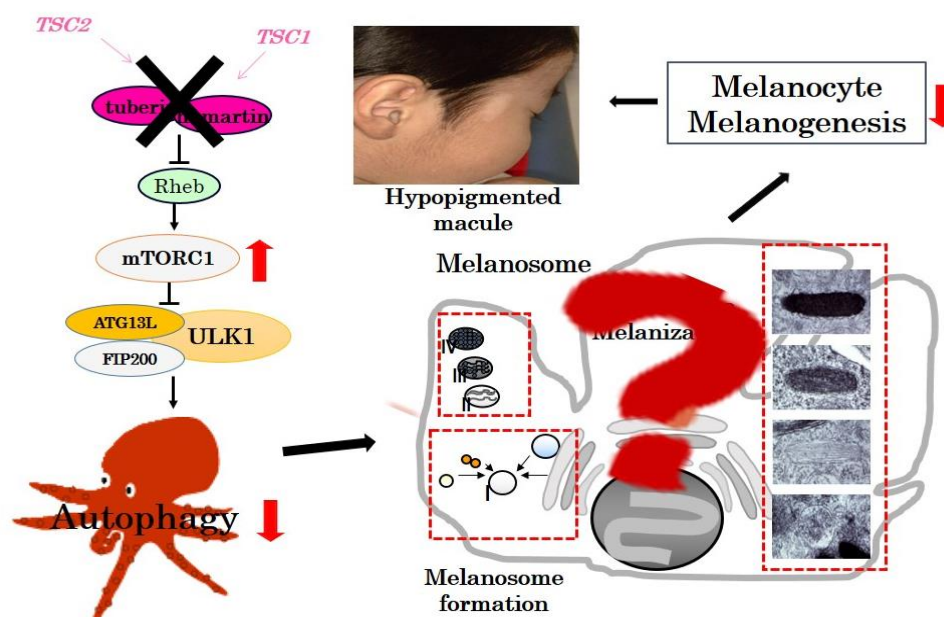 TSC2
TSC1
tuberi
martin
Rheb
mTORC1
ATG13L
ULK1
FIP200
Autophagy
Hypopigmented
macule
Melanocyte
Melanogenesis
Melanosome
Melaniza
IV
III
II
I
Melanosome
formation